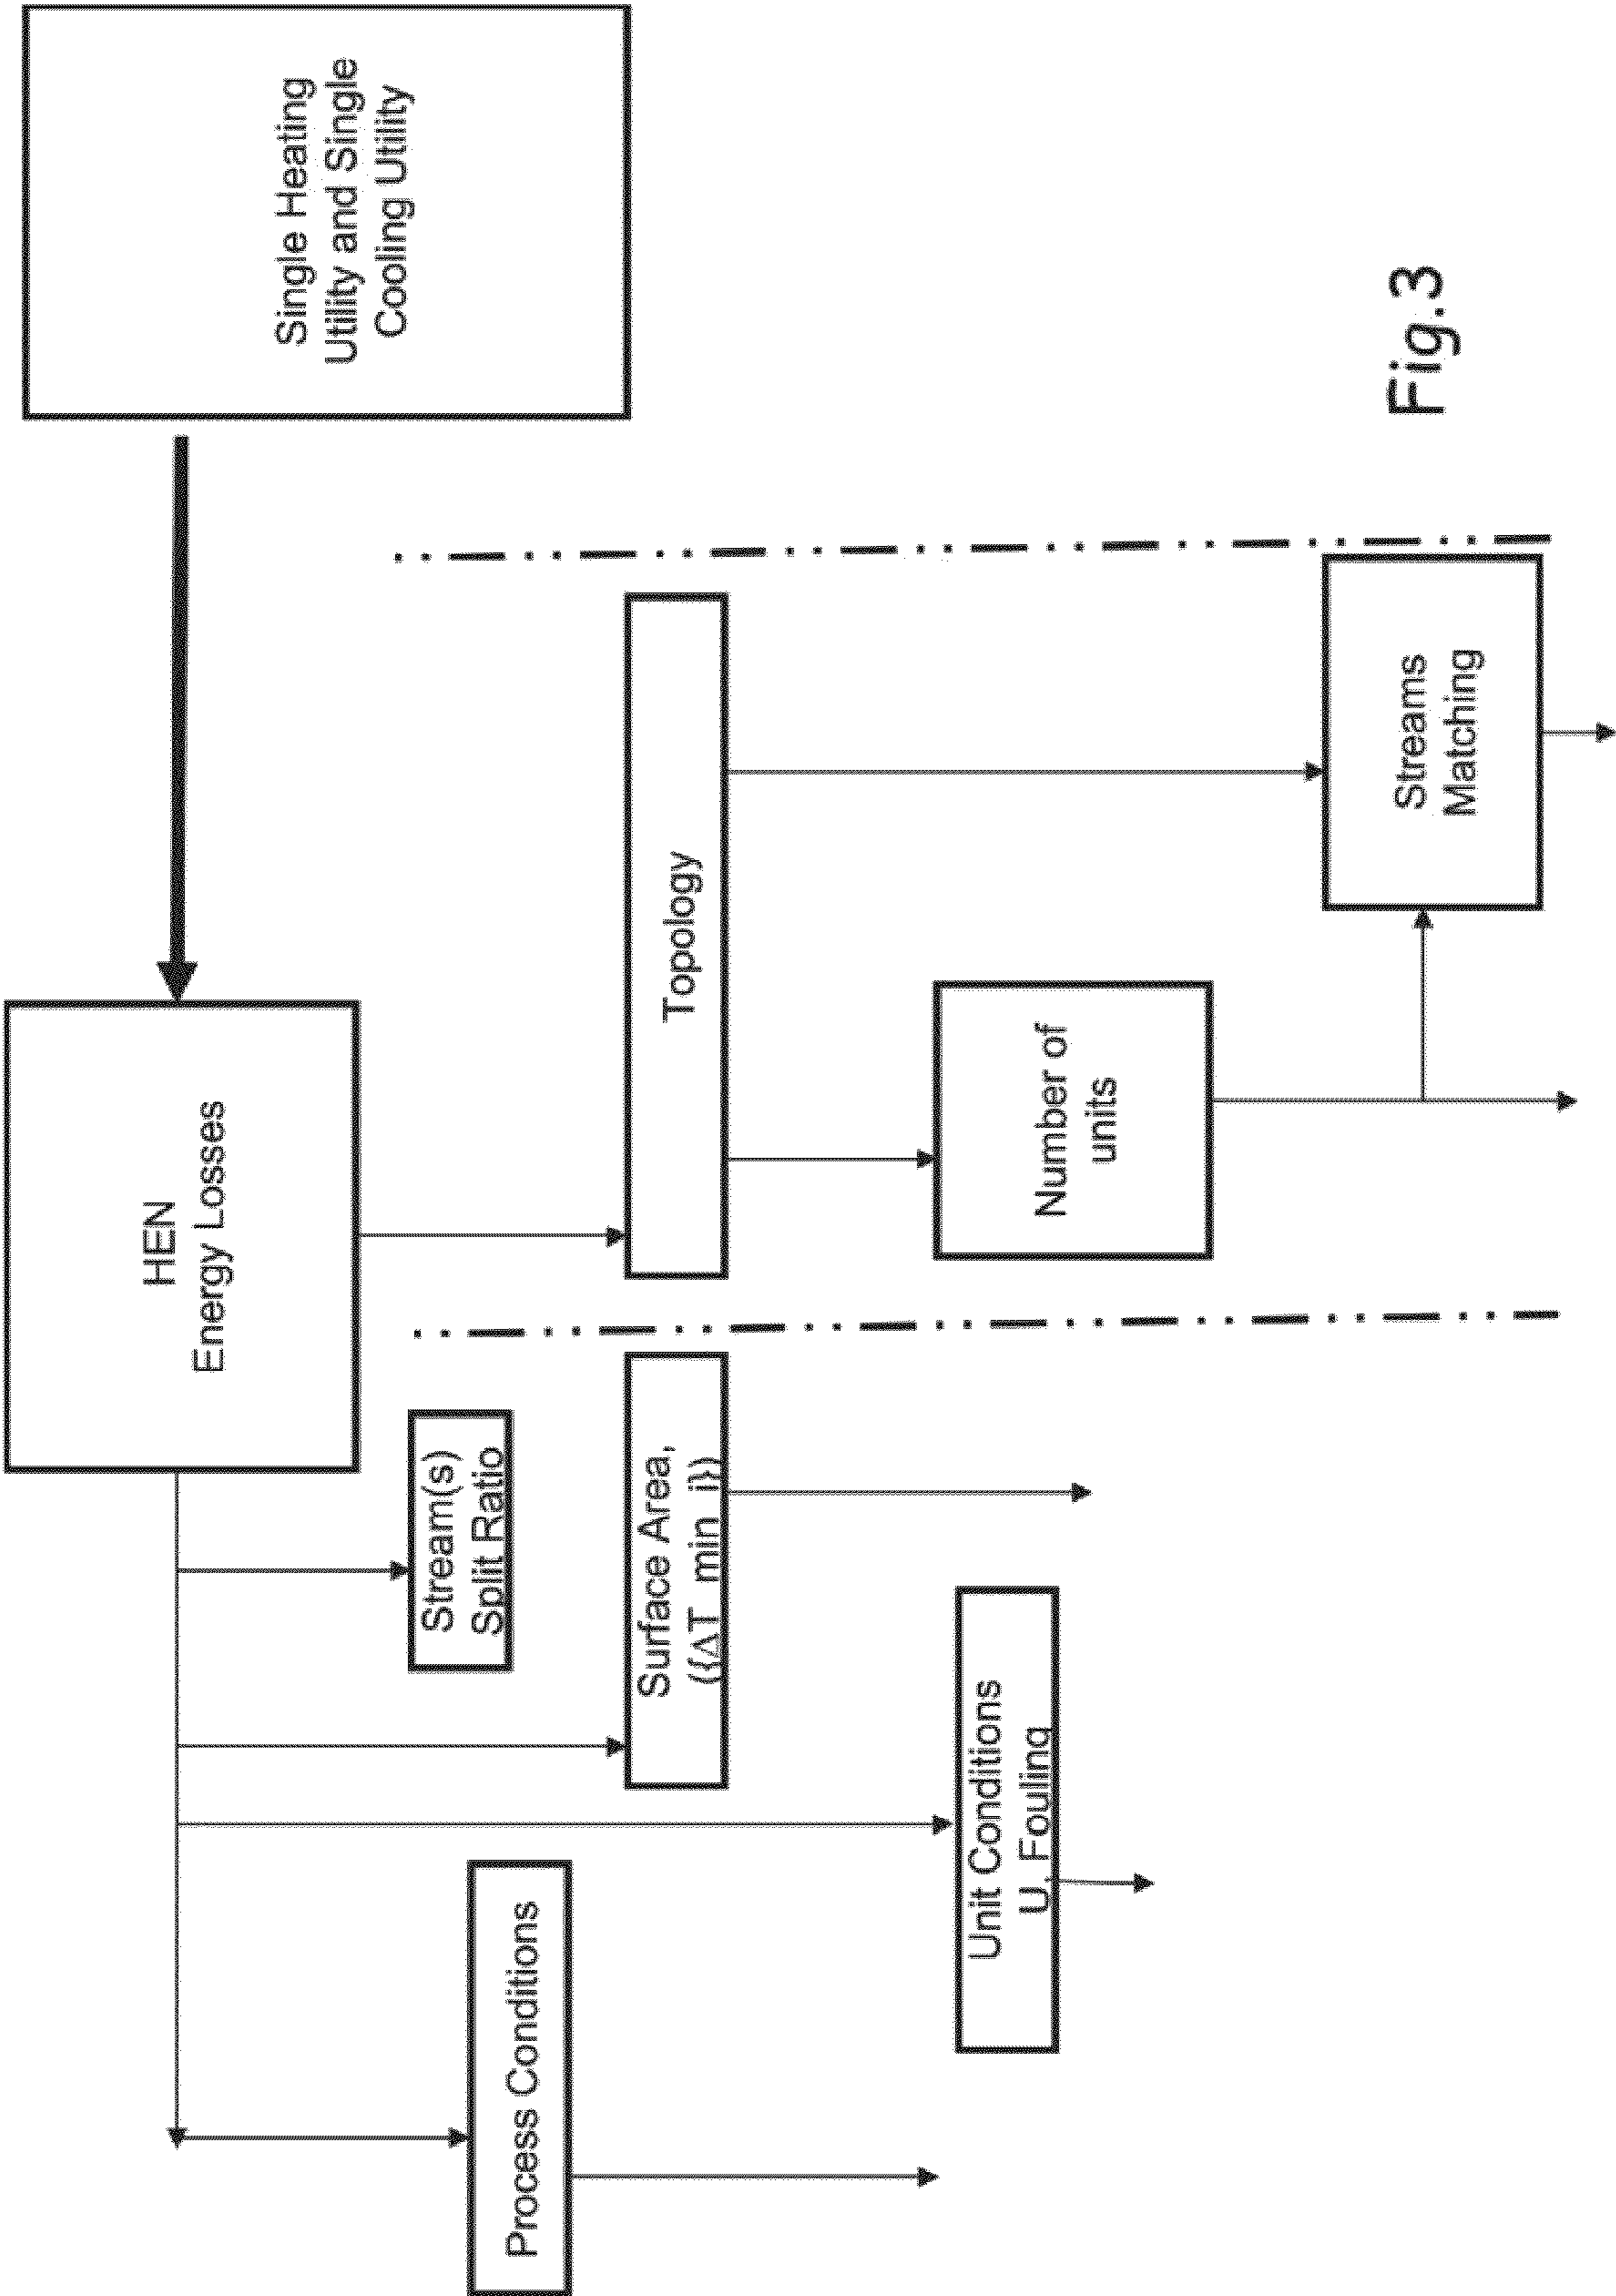 HEN
Energy Losses
Single Heating
Utility and Single
Cooling Utility
Stream(s)
Split Ratio
Process Conditions
Surface Area,
({ΔT min i})
Topology
Unit Conditions
U, Fouling
Number of
units
Streams
Matching
Fig.3